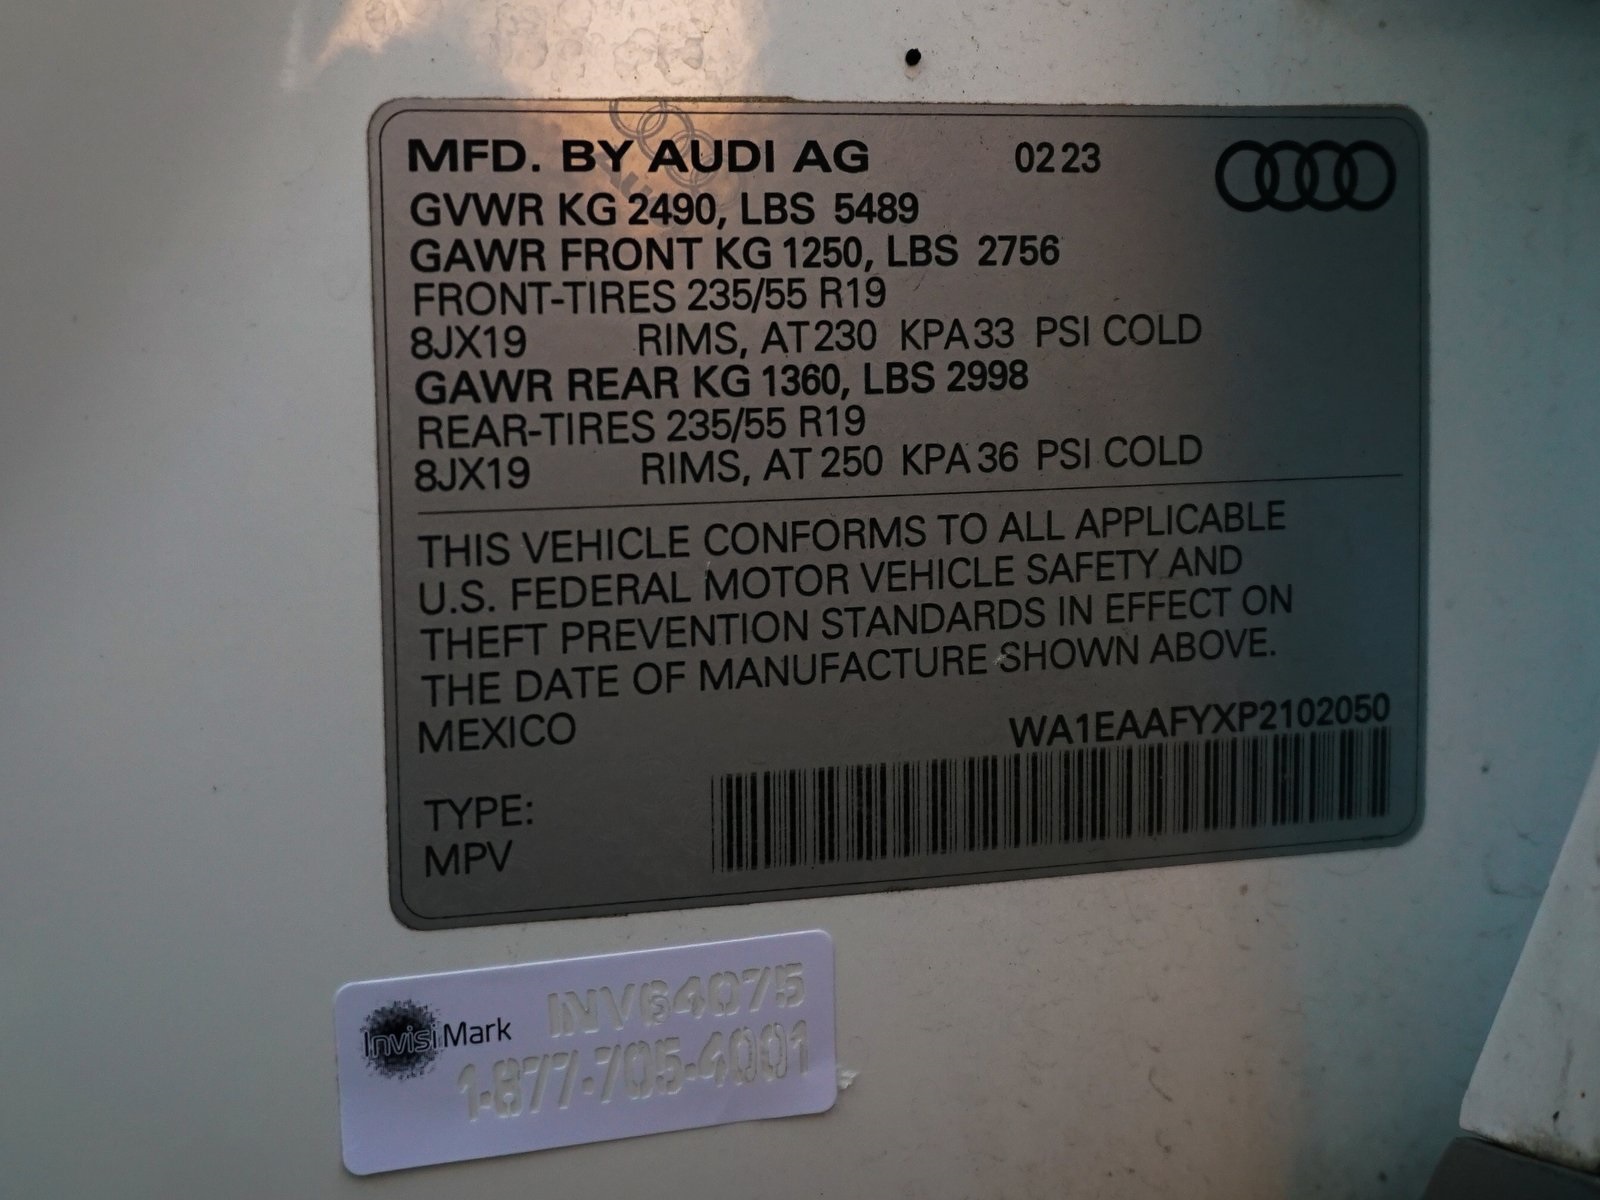 MFD. BY AUDI AG 02 23
GVWR KG 2490, LBS 5489
GAWR FRONT KG 1250, LBS 2756
FRONT-TIRES 235/55 R19
8JX19 RIMS, AT 230 KPA 33 PSI COLD
GAWR REAR KG 1360, LBS 2998
REAR-TIRES 235/55 R19
8JX19 RIMS, AT 250 KPA 36 PSI COLD
THIS VEHICLE CONFORMS TO ALL APPLICABLE
U.S. FEDERAL MOTOR VEHICLE SAFETY AND
THEFT PREVENTION STANDARDS IN EFFECT ON
THE DATE OF MANUFACTURE SHOWN ABOVE.
MEXICO
WA1EAAFYXP2102050
TYPE:
MPV
InvisiMark
INV64075
1-877-705-4001